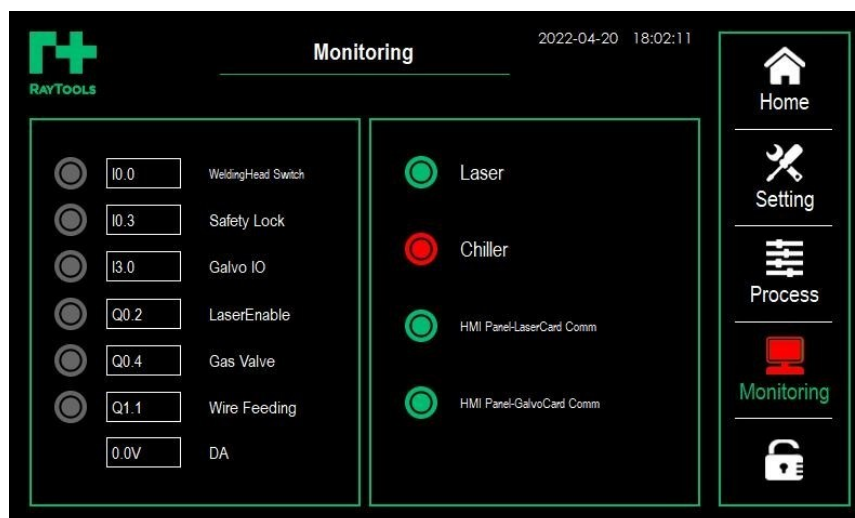 2022-04-20 18:02:11
Monitoring
RAYTOOLS
Home
I0.0 WeldingHead Switch
Laser
I0.3 Safety Lock
Setting
Chiller
I3.0 Galvo IO
Process
Q0.2 LaserEnable
HMI Panel-LaserCard Comm
Q0.4 Gas Valve
Monitoring
Q1.1 Wire Feeding
HMI Panel-GalvoCard Comm
0.0V DA